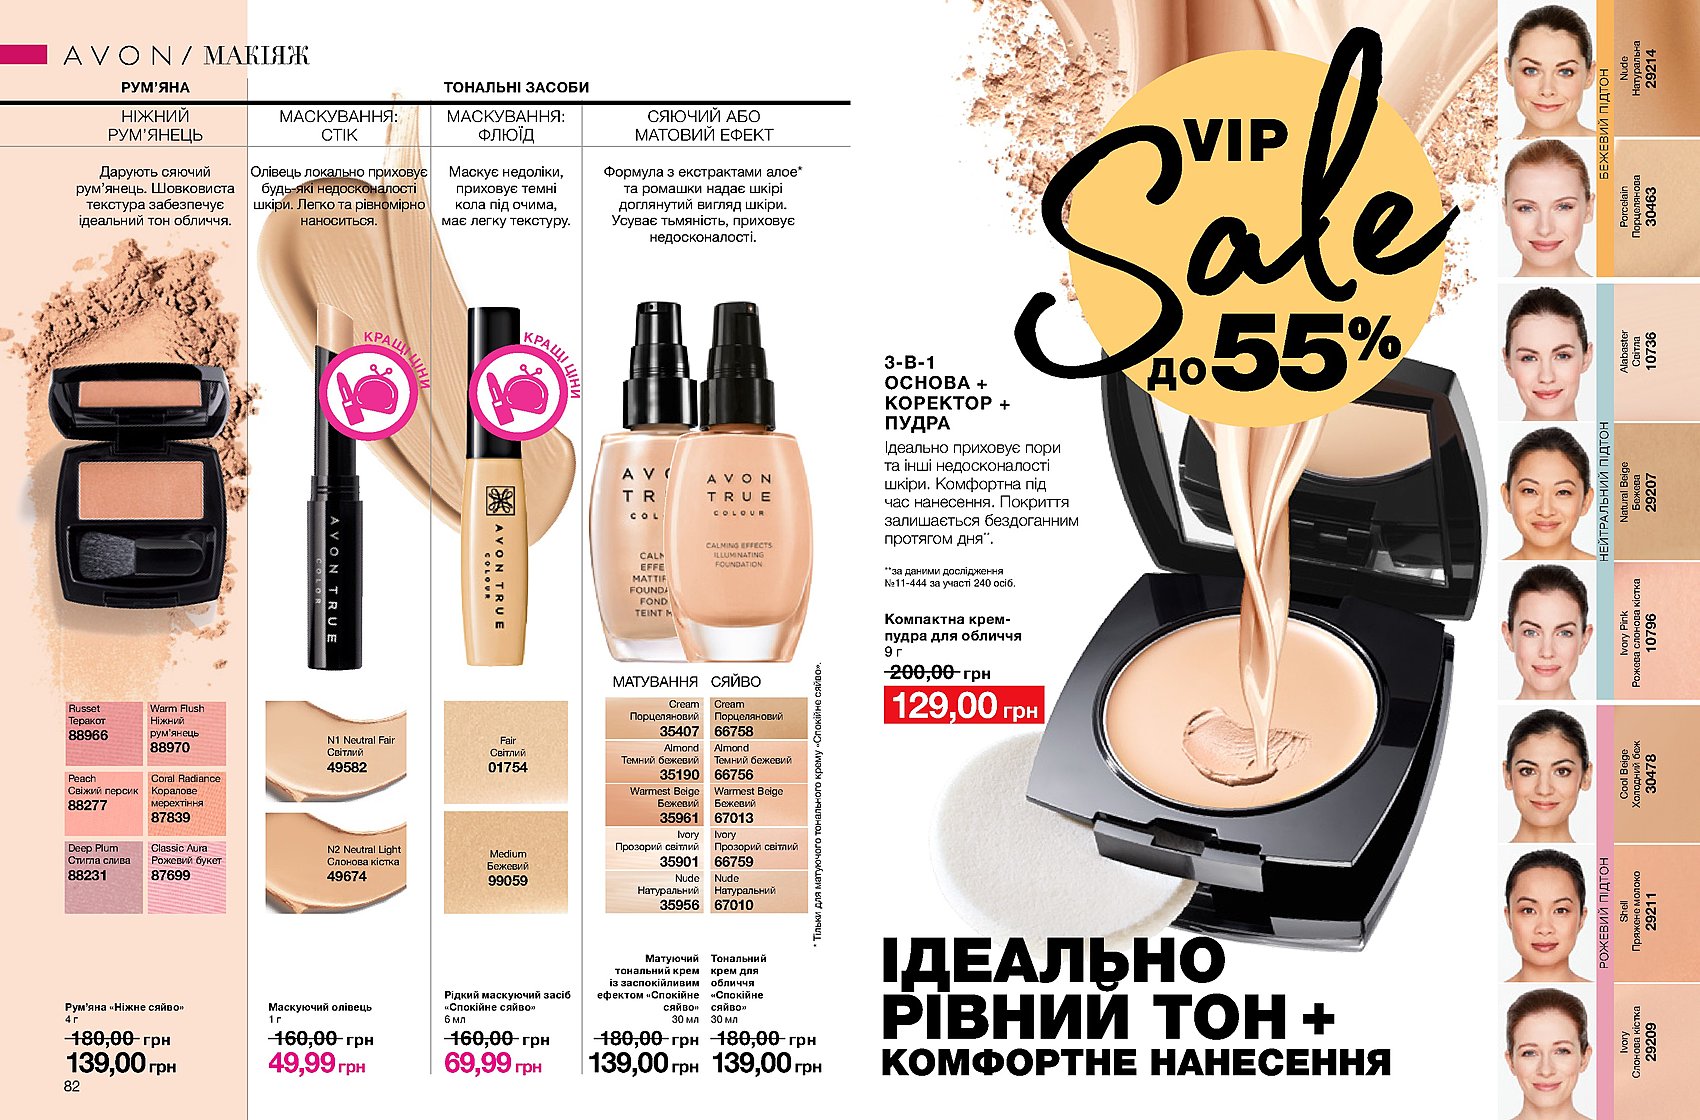 AVON / МАКІЯЖ
РУМ’ЯНА
ТОНАЛЬНІ ЗАСОБИ
НІЖНИЙ
РУМ’ЯНЕЦЬ
Дарують сяючий
рум’янець. Шовковиста
текстура забезпечує
ідеальний тон обличчя.
МАСКУВАННЯ:
СТІК
Олівець локально приховує
будь-які недосконалості
шкіри. Легко та рівномірно
наноситься.
МАСКУВАННЯ:
ФЛЮЇД
Маскує недоліки,
приховує темні
кола під очима,
має легку текстуру.
СЯЮЧИЙ АБО
МАТОВИЙ ЕФЕКТ
Формула з екстрактами алое*
та ромашки надає шкірі
доглянутий вигляд шкіри.
Усуває тьмяність, приховує
недосконалості.
КРАЩІ ЦІНИ
КРАЩІ ЦІНИ
AVON TRUE
COLOR
AVON TRUE
COLOUR
AVO
TR
COL
CALM
EFFE
MATTIF
FOUNDA
FOND
TEINT M
AVON
TRUE
COLOUR
CALMING EFFECTS
ILLUMINATING
FOUNDATION
Russet
Теракот
88966
Warm Flush
Ніжний
рум’янець
88970
Peach
Свіжий персик
88277
Coral Radiance
Коралове
мерехтіння
87839
Deep Plum
Стигла слива
88231
Classic Aura
Рожевий букет
87699
N1 Neutral Fair
Світлий
49582
N2 Neutral Light
Слонова кістка
49674
Fair
Світлий
01754
Medium
Бежевий
99059
МАТУВАННЯ
СЯЙВО
Cream
Порцеляновий
35407
Cream
Порцеляновий
66758
Almond
Темний бежевий
35190
Almond
Темний бежевий
66756
Warmest Beige
Бежевий
35961
Warmest Beige
Бежевий
67013
Ivory
Прозорий світлий
35901
Ivory
Прозорий світлий
66759
Nude
Натуральний
35956
Nude
Натуральний
67010
* Тільки для матуючого тонального крему «Спокійне сяйво».
Рум’яна «Ніжне сяйво»
4 г
180,00 грн
139,00 грн
Маскуючий олівець
1 г
160,00 грн
49,99 грн
Рідкий маскуючий засіб
«Спокійне сяйво»
6 мл
160,00 грн
69,99 грн
Матуючий
тональний крем
із заспокійливим
ефектом «Спокійне
сяйво»
30 мл
180,00 грн
139,00 грн
Тональний
крем для
обличчя
«Спокійне
сяйво»
30 мл
180,00 грн
139,00 грн
82
VIP
Sale
до 55%
3-В-1
ОСНОВА +
КОРЕКТОР +
ПУДРА
Ідеально приховує пори
та інші недосконалості
шкіри. Комфортна під
час нанесення. Покриття
залишається бездоганним
протягом дня**.
**за даними дослідження
№11-444 за участі 240 осіб.
Компактна крем-
пудра для обличчя
9 г
200,00 грн
129,00 грн
ІДЕАЛЬНО
РІВНИЙ ТОН +
КОМФОРТНЕ НАНЕСЕННЯ
БЕЖЕВИЙ ПІДТОН
Nude
Натуральна
29214
Porcelain
Порцелянова
30463
НЕЙТРАЛЬНИЙ ПІДТОН
Alabaster
Світла
10736
Natural Beige
Бежева
29207
Ivory Pink
Рожева слонова кістка
10796
РОЖЕВИЙ ПІДТОН
Cool Beige
Холодний беж
30478
Shell
Пряжене молоко
29211
Ivory
Слонова кістка
29209